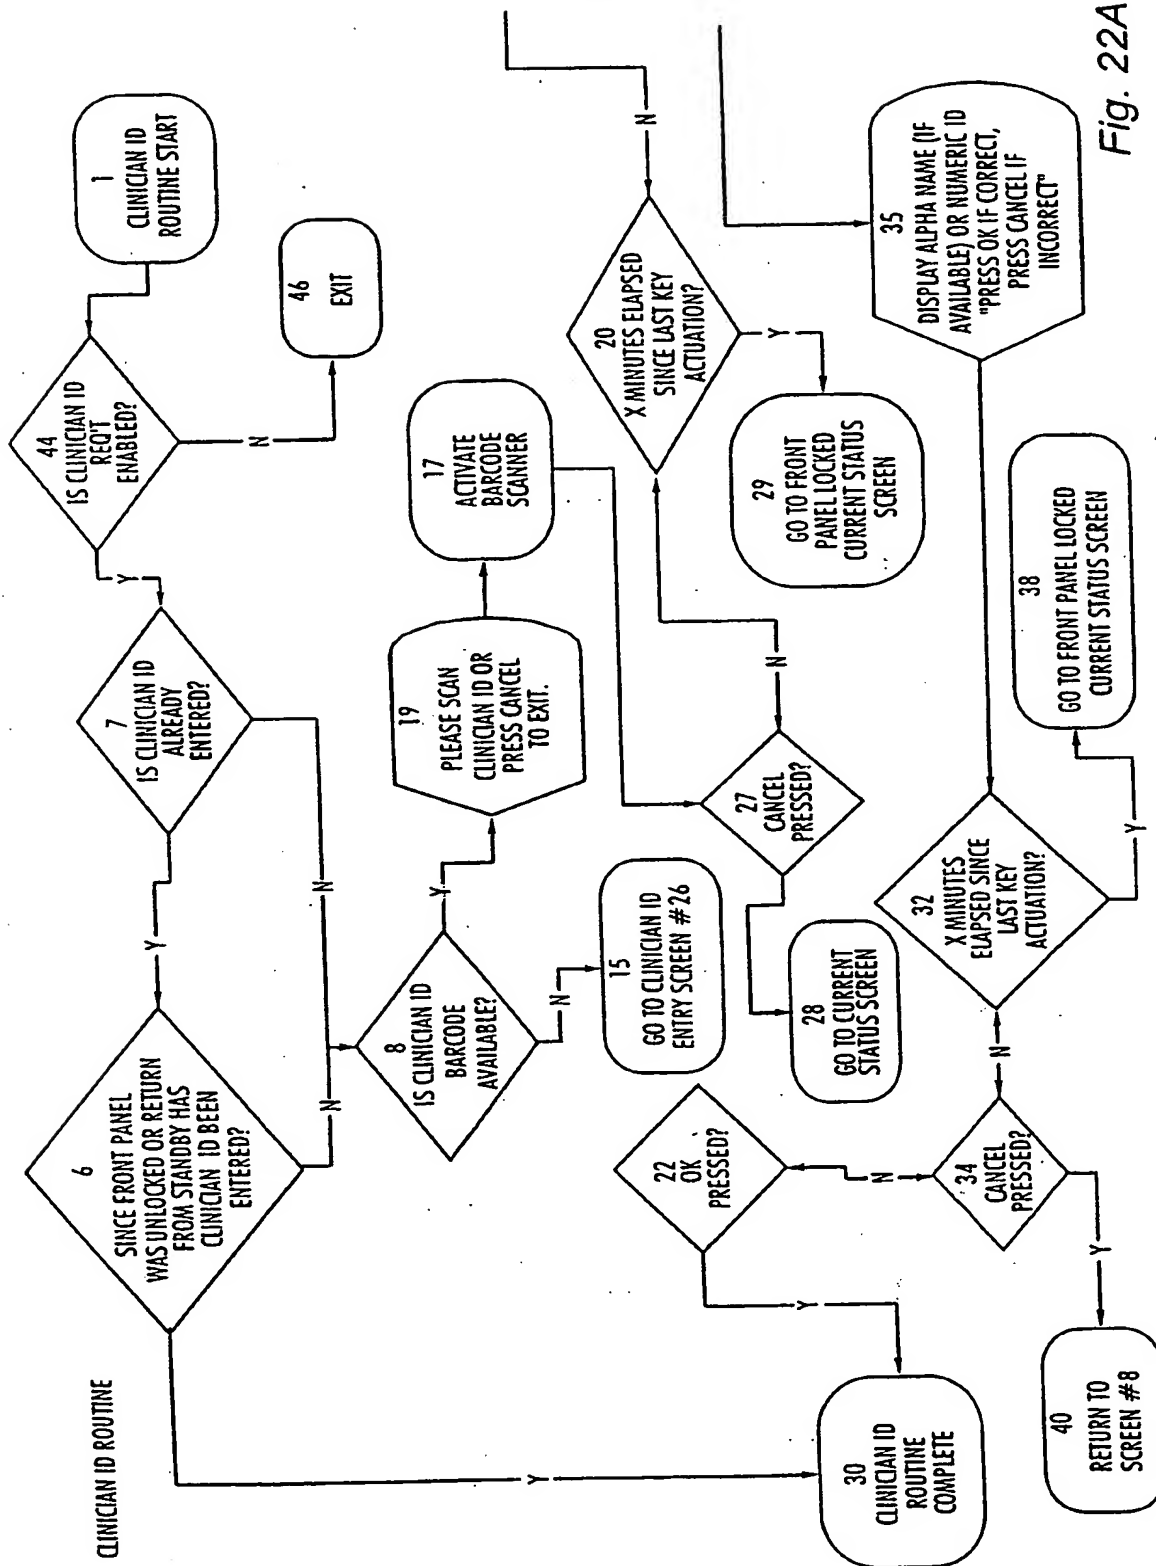 CLINICIAN ID ROUTINE
1
CLINICIAN ID
ROUTINE START
44
IS CLINICIAN ID
REQ'T
ENABLED?
N
46
EXIT
Y
7
IS CLINICIAN ID
ALREADY
ENTERED?
Y
N
6
SINCE FRONT PANEL
WAS UNLOCKED OR RETURN
FROM STANDBY HAS
CLINICIAN ID BEEN
ENTERED?
N
Y
8
IS CLINICIAN ID
BARCODE
AVAILABLE?
Y
N
19
PLEASE SCAN
CLINICIAN ID OR
PRESS CANCEL
TO EXIT.
17
ACTIVATE
BARCODE
SCANNER
15
GO TO CLINICIAN ID
ENTRY SCREEN #26
27
CANCEL
PRESSED?
N
28
GO TO CURRENT
STATUS SCREEN
N
20
X MINUTES ELAPSED
SINCE LAST KEY
ACTUATION?
Y
29
GO TO FRONT
PANEL LOCKED
CURRENT STATUS
SCREEN
35
DISPLAY ALPHA NAME (IF
AVAILABLE) OR NUMERIC ID
"PRESS OK IF CORRECT,
PRESS CANCEL IF
INCORRECT"
32
X MINUTES
ELAPSED SINCE
LAST KEY
ACTUATION?
Y
38
GO TO FRONT PANEL LOCKED
CURRENT STATUS SCREEN
N
34
CANCEL
PRESSED?
N
Y
22
OK
PRESSED?
Y
30
CLINICIAN ID
ROUTINE
COMPLETE
40
RETURN TO
SCREEN #8
Fig. 22A